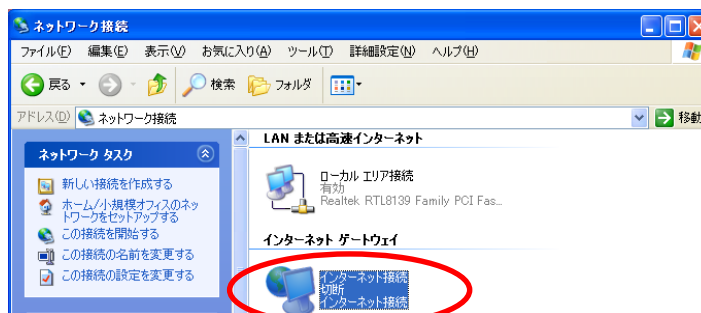 ネットワーク接続
ファイル(F) 編集(E) 表示(V) お気に入り(A) ツール(T) 詳細設定(N) ヘルプ(H)
戻る 検索 フォルダ
アドレス(D) ネットワーク接続 移動
ネットワーク タスク
新しい接続を作成する
ホーム/小規模オフィスのネッ
トワークをセットアップする
この接続を開始する
この接続の名前を変更する
この接続の設定を変更する
LAN または高速インターネット
ローカル エリア接続
有効
Realtek RTL8139 Family PCI Fas...
インターネット ゲートウェイ
インターネット接続
切断
インターネット接続